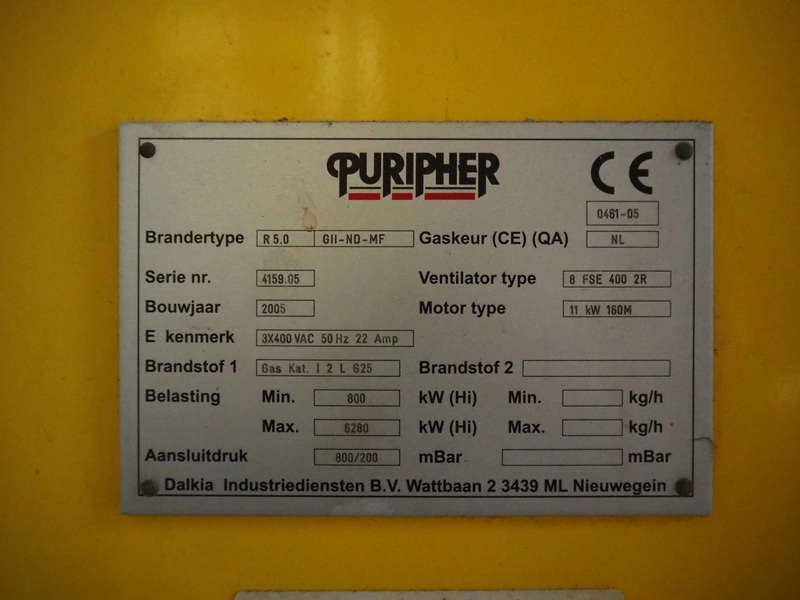 PURIPHER CE
0461-05
Brandertype R 5.0 GII-ND-MF Gaskeur (CE) (QA) NL
Serie nr. 4159.05 Ventilator type 8 FSE 400 2R
Bouwjaar 2005 Motor type 11 kW 160M
E kenmerk 3X400 VAC 50 Hz 22 Amp
Brandstof 1 Gas Kat. I 2 L G25 Brandstof 2
Belasting Min. 800 kW (Hi) Min. kg/h
Max. 6280 kW (Hi) Max. kg/h
Aansluitdruk 800/200 mBar mBar
Dalkia Industriediensten B.V. Wattbaan 2 3439 ML Nieuwegein